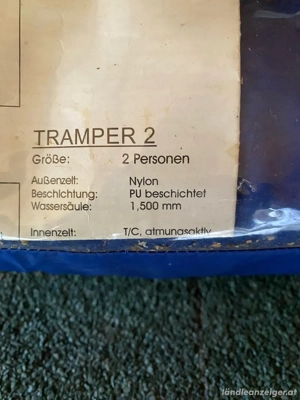 TRAMPER 2
Größe: 2 Personen
Außenzelt: Nylon
Beschichtung: PU beschichtet
Wassersäule: 1,500 mm
Innenzelt: T/C, atmungsaktiv
ländleanzeiger.at